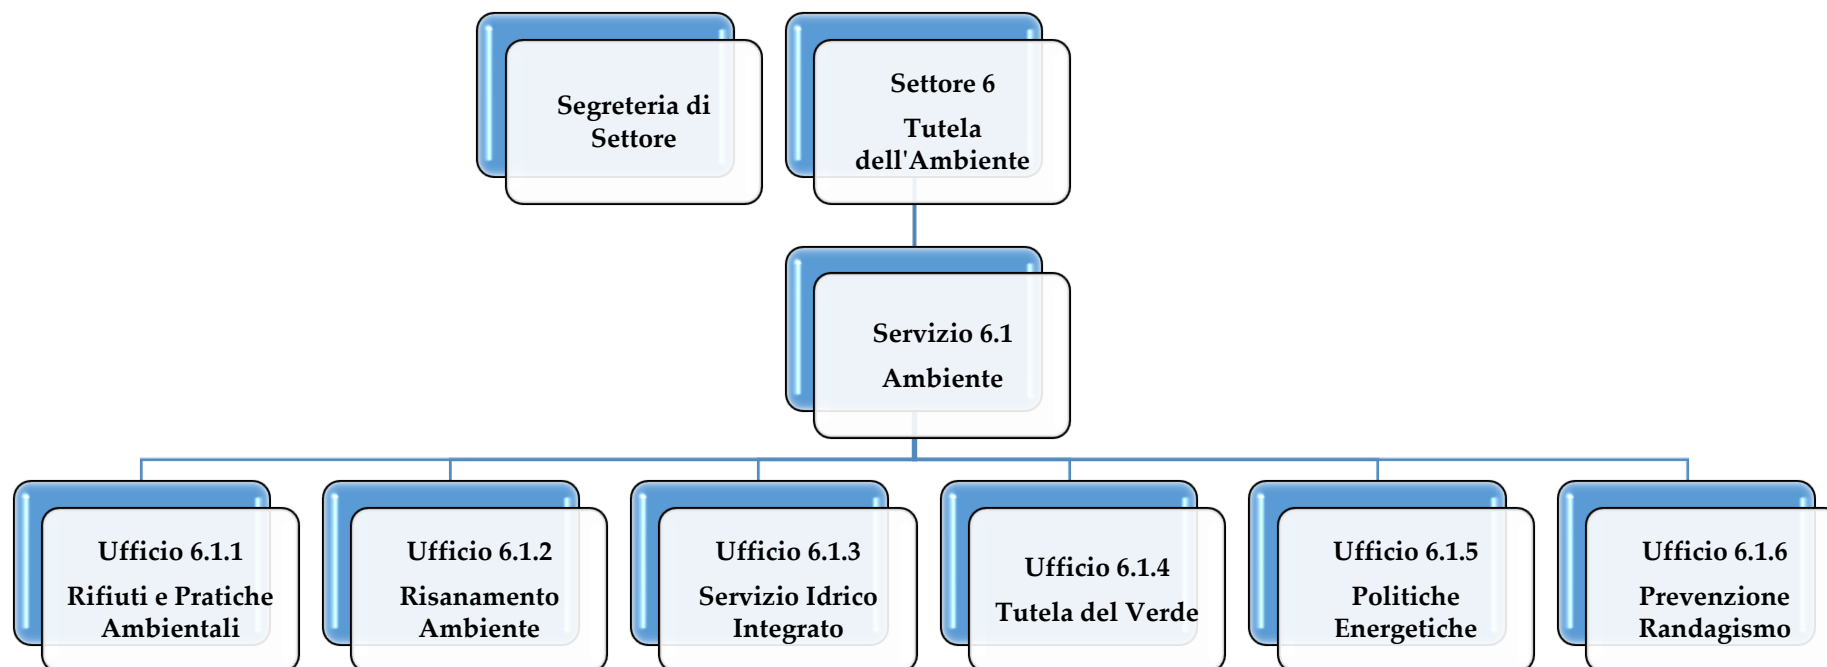 Segreteria di
Settore
Settore 6
Tutela
dell'Ambiente
Servizio 6.1
Ambiente
Ufficio 6.1.1
Rifiuti e Pratiche
Ambientali
Ufficio 6.1.2
Risanamento
Ambiente
Ufficio 6.1.3
Servizio Idrico
Integrato
Ufficio 6.1.4
Tutela del Verde
Ufficio 6.1.5
Politiche
Energetiche
Ufficio 6.1.6
Prevenzione
Randagismo